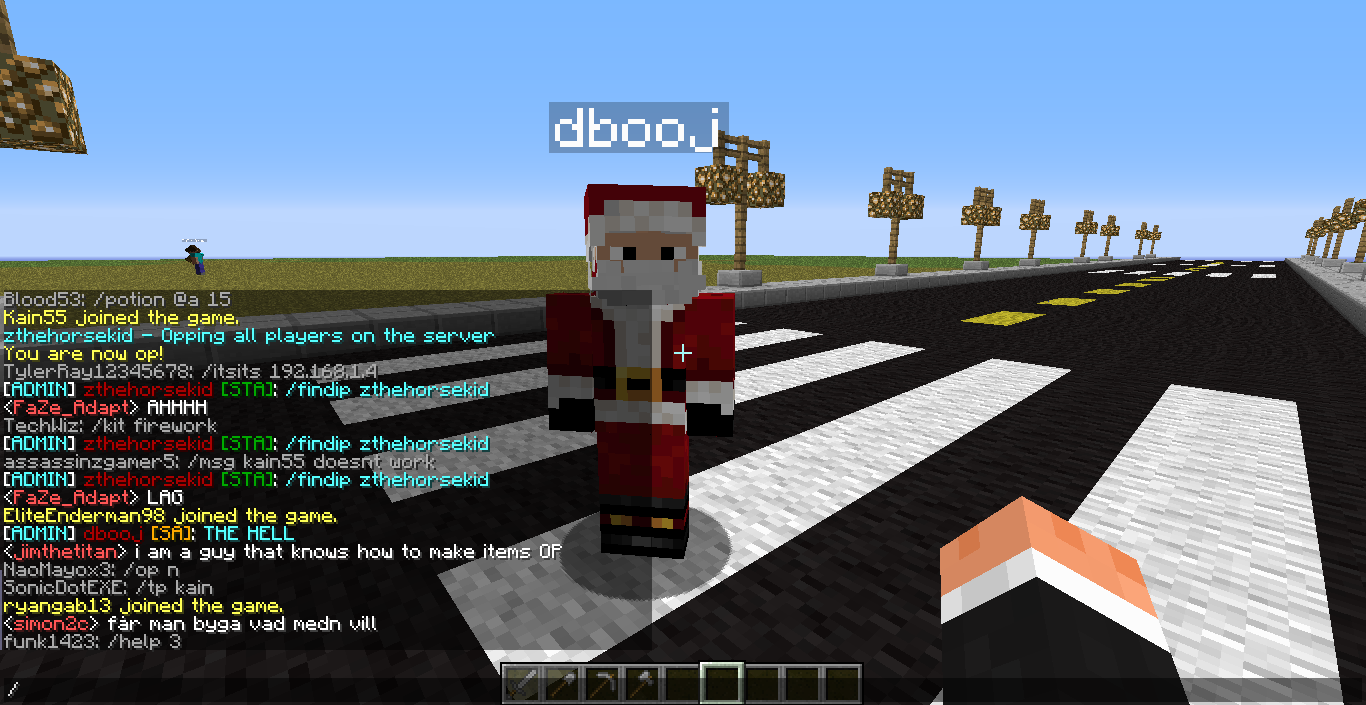 dbooj
Blood53: /potion @a 15
Kain55 joined the game.
zthehorsekid - Opping all players on the server
You are now op!
TylerRay12345678: /itsits 192.168.1.4
[ADMIN] zthehorsekid [STA]: /findip zthehorsekid
<FaZe_Adapt> AHHHH
TechWiz: /kit firework
[ADMIN] zthehorsekid [STA]: /findip zthehorsekid
assassinzgamer5: /msg kain55 doesnt work
[ADMIN] zthehorsekid [STA]: /findip zthehorsekid
<FaZe_Adapt> LAG
EliteEnderman98 joined the game.
[ADMIN] dbooj [SA]: THE HELL
<jimthetitan> i am a guy that knows how to make items OP
NaoMayox3: /op n
SonicDotEXE: /tp kain
ryangab13 joined the game.
<simon2c> får man byga vad medn vill
funk1423: /help 3
/